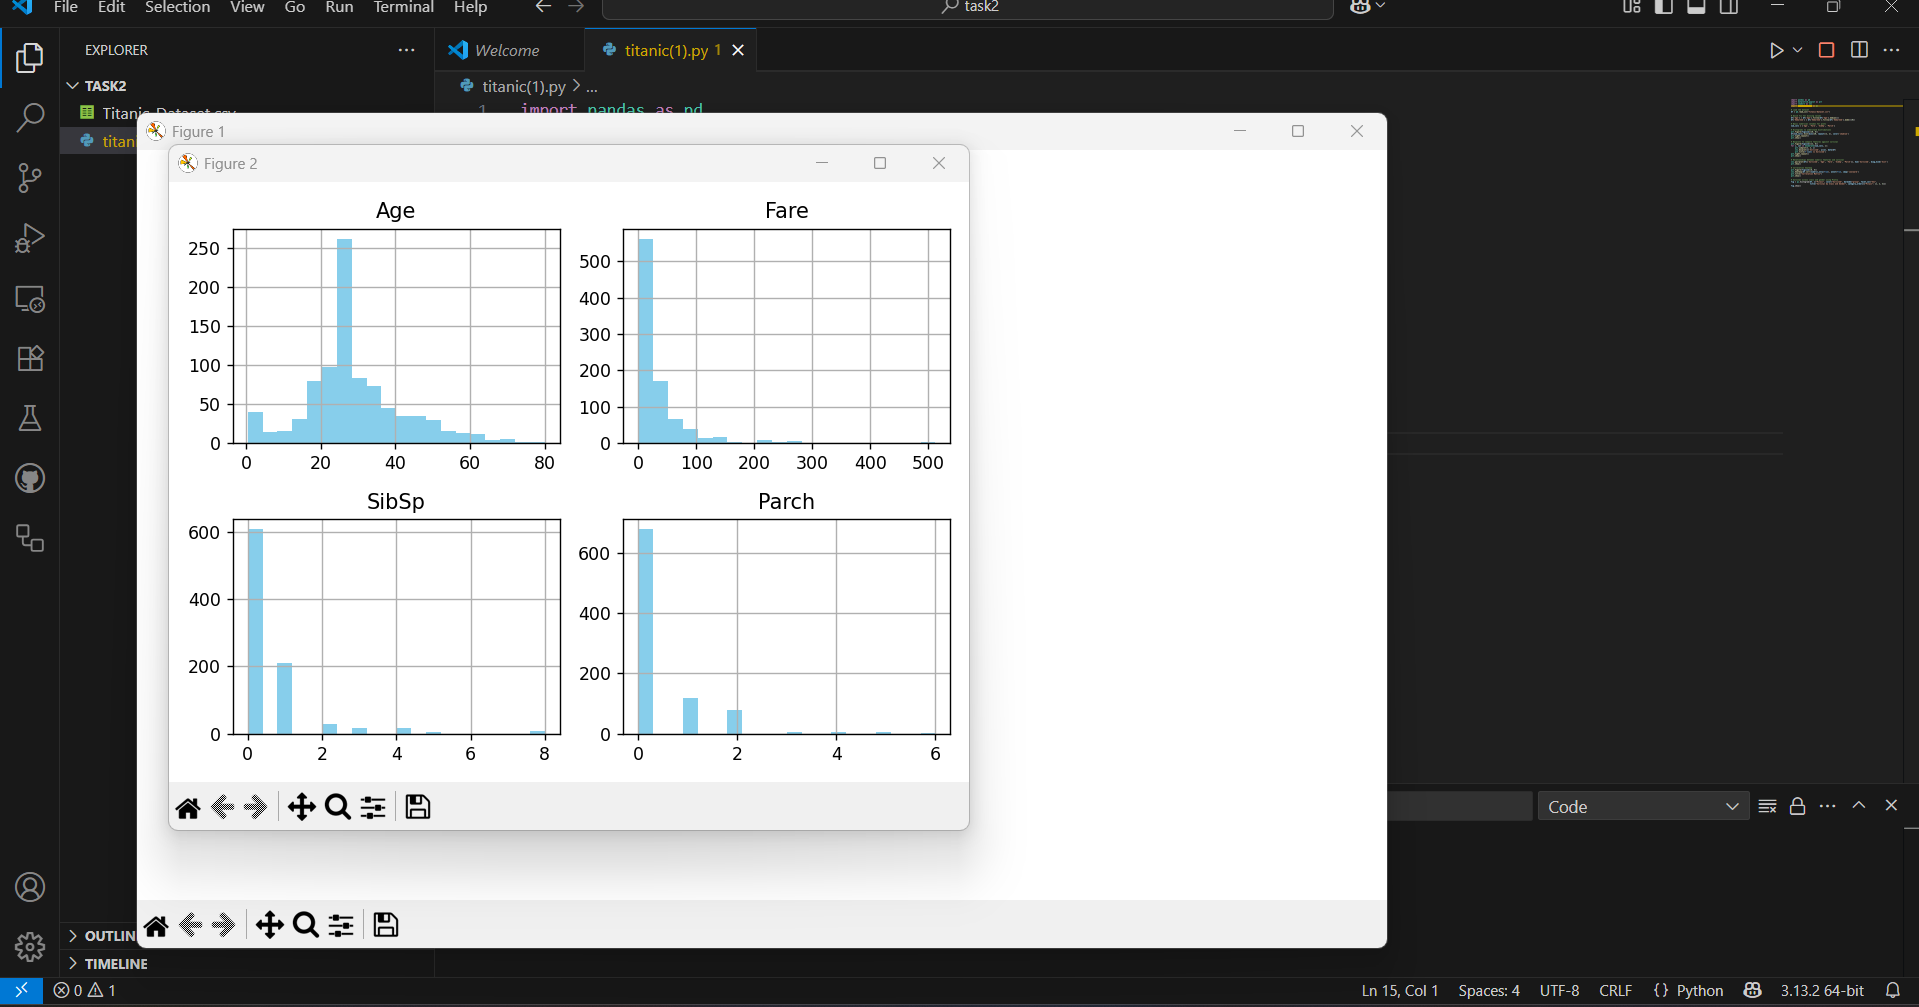 File Edit Selection View Go Run Terminal Help
task2
EXPLORER
Welcome
titanic(1).py 1
TASK2
titanic(1).py > ...
Titanic-Dataset.csv
1 import pandas as pd
titan
Figure 1
Figure 2
Age
250
200
150
100
50
0
0 20 40 60 80
Fare
500
400
300
200
100
0
0 100 200 300 400 500
SibSp
600
400
200
0
0 2 4 6 8
Parch
600
400
200
0
0 2 4 6
Code
OUTLIN
TIMELINE
0 1
Ln 15, Col 1 Spaces: 4 UTF-8 CRLF {} Python 3.13.2 64-bit